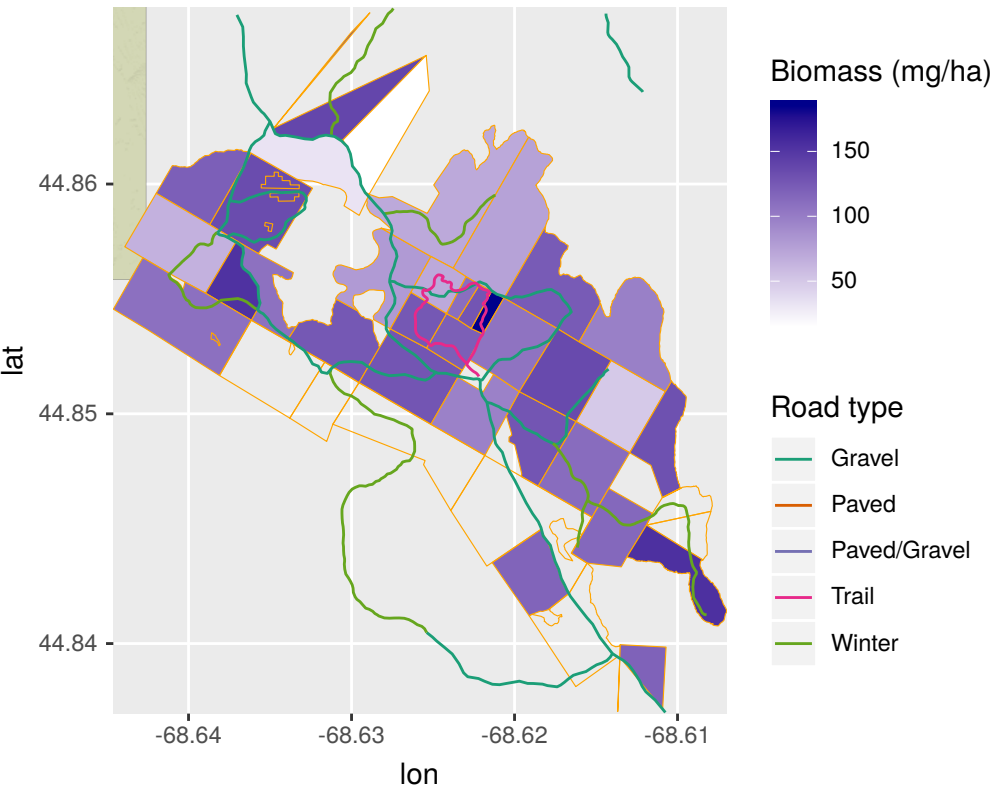 Biomass (mg/ha)
150
100
50
44.86
44.85
44.84
lat
-68.64
-68.63
-68.62
-68.61
lon
Road type
Gravel
Paved
Paved/Gravel
Trail
Winter